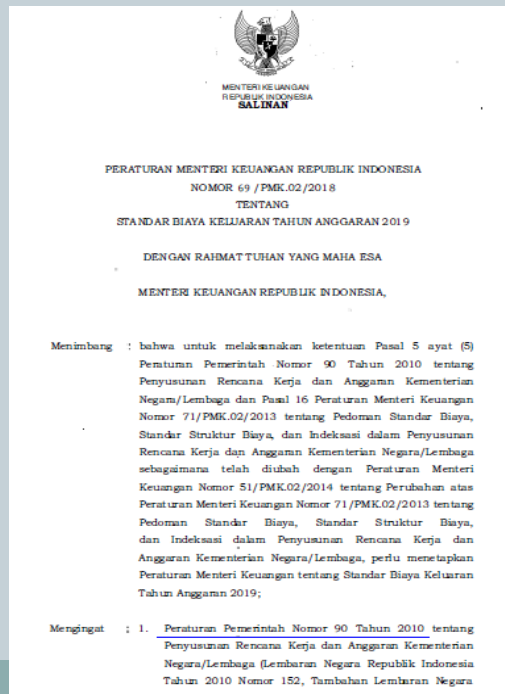 MENTERI KEUANGAN
REPUBLIK INDONESIA
SALINAN
PERATURAN MENTERI KEUANGAN REPUBLIK INDONESIA
NOMOR 69 /PMK.02/2018
TENTANG
STANDAR BIAYA KELUARAN TAHUN ANGGARAN 2019
DENGAN RAHMAT TUHAN YANG MAHA ESA
MENTERI KEUANGAN REPUBLIK INDONESIA,
Menimbang : bahwa untuk melaksanakan ketentuan Pasal 5 ayat (5)
Peraturan Pemerintah Nomor 90 Tahun 2010 tentang
Penyusunan Rencana Kerja dan Anggaran Kementerian
Negara/Lembaga dan Pasal 16 Peraturan Menteri Keuangan
Nomor 71/PMK.02/2013 tentang Pedoman Standar Biaya,
Standar Struktur Biaya, dan Indeksasi dalam Penyusunan
Rencana Kerja dan Anggaran Kementerian Negara/Lembaga
sebagaimana telah diubah dengan Peraturan Menteri
Keuangan Nomor 51/PMK.02/2014 tentang Perubahan atas
Peraturan Menteri Keuangan Nomor 71/PMK.02/2013 tentang
Pedoman Standar Biaya, Standar Struktur Biaya,
dan Indeksasi dalam Penyusunan Rencana Kerja dan
Anggaran Kementerian Negara/Lembaga, perlu menetapkan
Peraturan Menteri Keuangan tentang Standar Biaya Keluaran
Tahun Anggaran 2019;
Mengingat : 1. Peraturan Pemerintah Nomor 90 Tahun 2010 tentang
Penyusunan Rencana Kerja dan Anggaran Kementerian
Negara/Lembaga (Lembaran Negara Republik Indonesia
Tahun 2010 Nomor 152, Tambahan Lembaran Negara